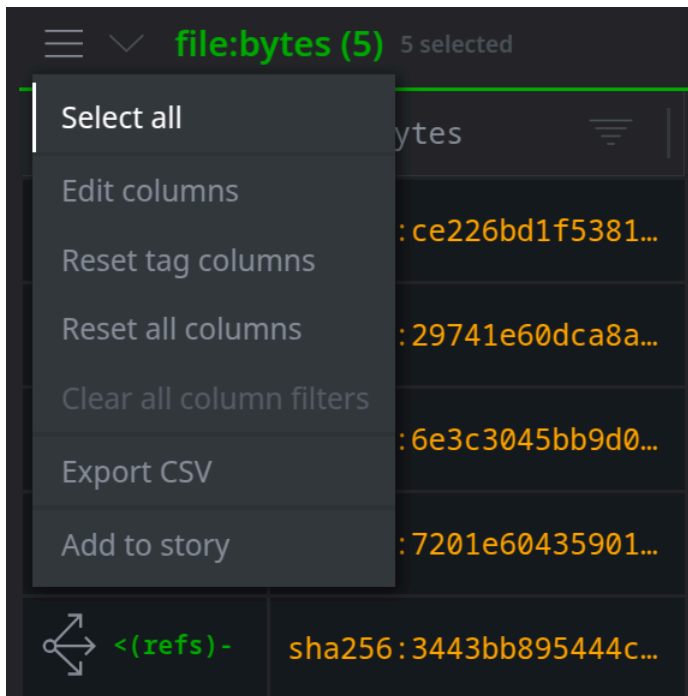 file:bytes (5) 5 selected
Select all
ytes
Edit columns
:ce226bd1f5381…
Reset tag columns
Reset all columns
:29741e60dca8a…
Clear all column filters
:6e3c3045bb9d0…
Export CSV
Add to story
:7201e60435901…
<(refs)- sha256:3443bb895444c…